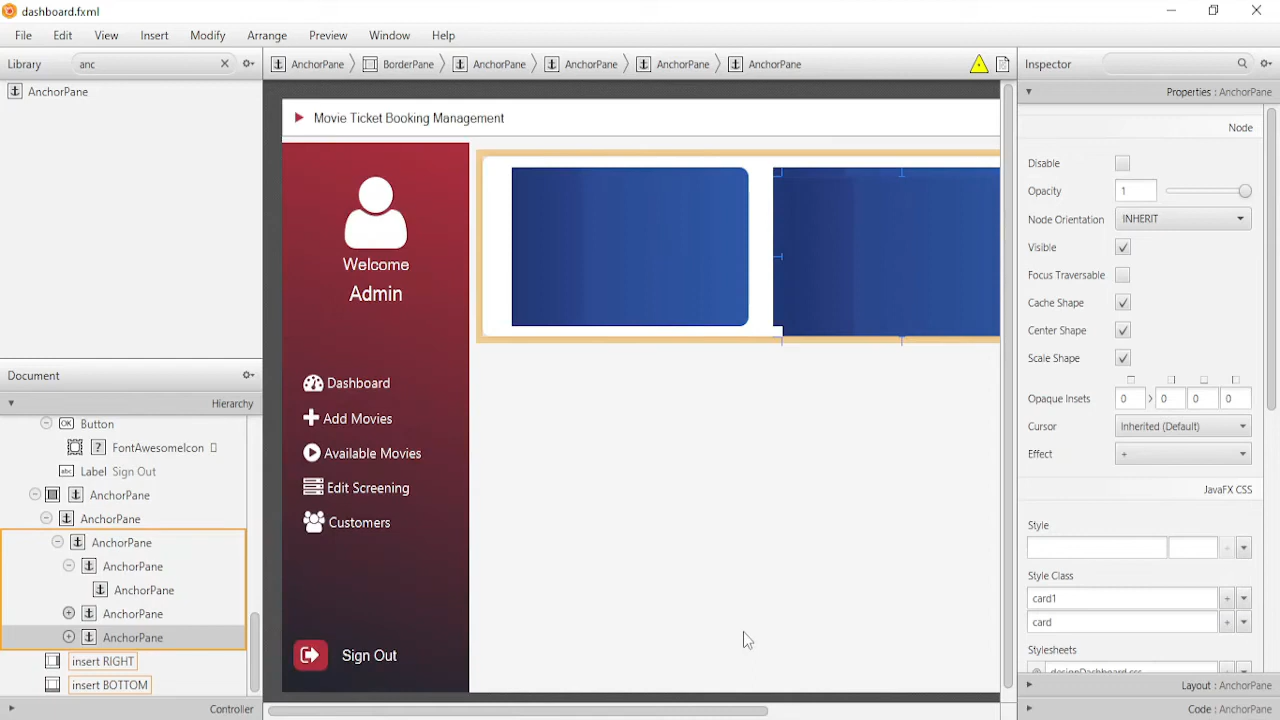 dashboard.fxml
File Edit View Insert Modify Arrange Preview Window Help
Library anc
AnchorPane BorderPane AnchorPane AnchorPane AnchorPane AnchorPane
Inspector
AnchorPane
Properties : AnchorPane
Movie Ticket Booking Management
Node
Disable
Opacity 1
Node Orientation INHERIT
Visible
Focus Traversable
Cache Shape
Center Shape
Scale Shape
Opaque Insets 0 0 0 0
Cursor Inherited (Default)
Effect +
JavaFX CSS
Style
Style Class
card1
card
Stylesheets
designDashboard.css
Layout : AnchorPane
Code : AnchorPane
Welcome
Admin
Dashboard
Add Movies
Available Movies
Edit Screening
Customers
Sign Out
Document
Hierarchy
OK Button
? FontAwesomeIcon
abc Label Sign Out
AnchorPane
AnchorPane
AnchorPane
AnchorPane
AnchorPane
AnchorPane
AnchorPane
insert RIGHT
insert BOTTOM
Controller